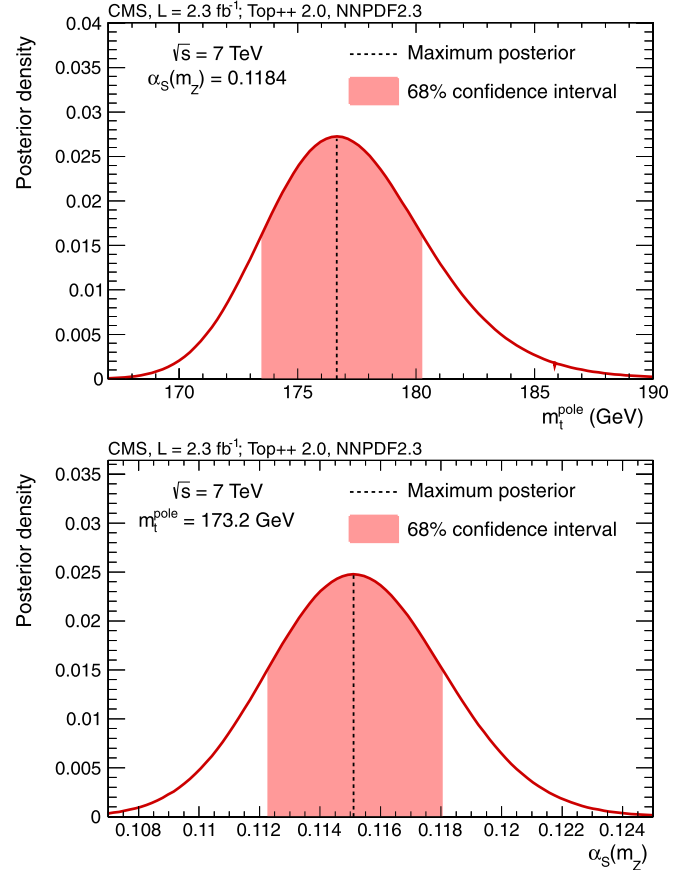 CMS, L = 2.3 fb⁻¹; Top++ 2.0, NNPDF2.3
Posterior density
0.04
0.035
0.03
0.025
0.02
0.015
0.01
0.005
0
√s = 7 TeV
α_S(m_Z) = 0.1184
Maximum posterior
68% confidence interval
170 175 180 185 190
m_t^pole (GeV)
CMS, L = 2.3 fb⁻¹; Top++ 2.0, NNPDF2.3
Posterior density
0.035
0.03
0.025
0.02
0.015
0.01
0.005
0
√s = 7 TeV
m_t^pole = 173.2 GeV
Maximum posterior
68% confidence interval
0.108 0.11 0.112 0.114 0.116 0.118 0.12 0.122 0.124
α_S(m_Z)